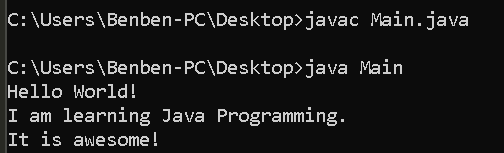 C:\Users\Benben-PC\Desktop>javac Main.java
C:\Users\Benben-PC\Desktop>java Main
Hello World!
I am learning Java Programming.
It is awesome!